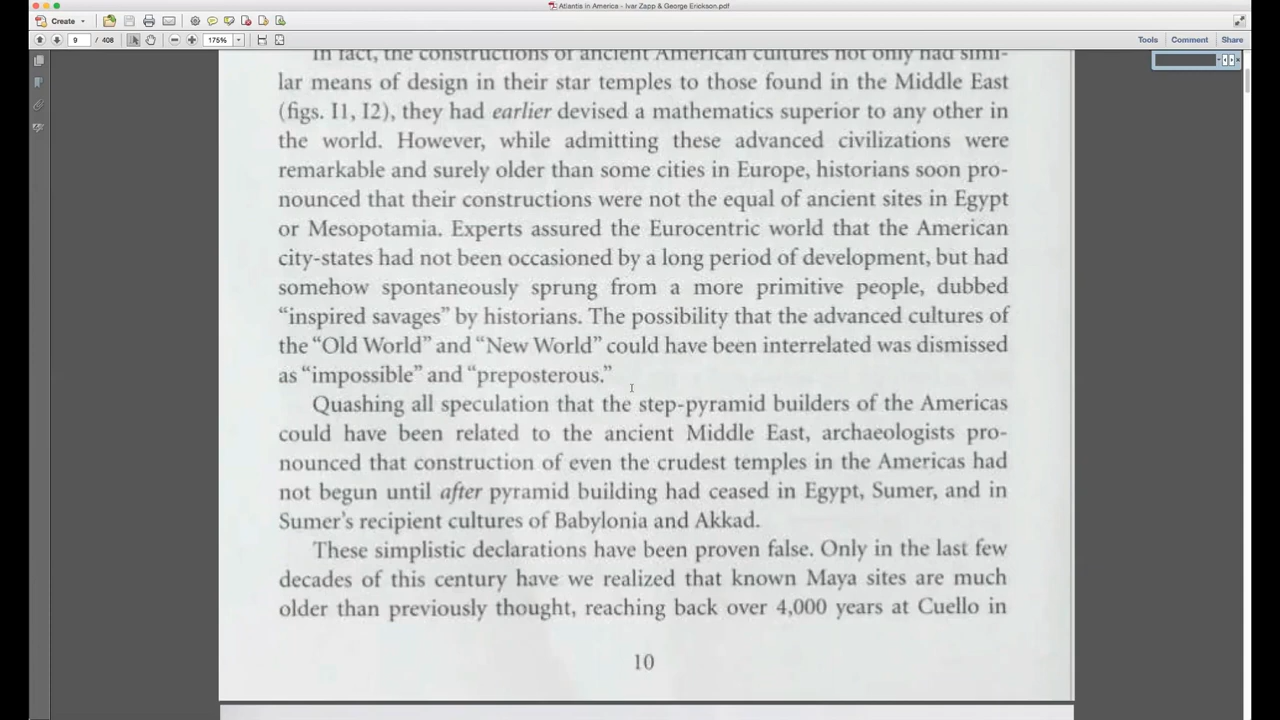 Atlantis in America - Ivar Zapp & George Erickson.pdf
Create
9 / 408
175%
Tools Comment Share
In fact, the constructions of ancient American cultures not only had simi-
lar means of design in their star temples to those found in the Middle East
(figs. I1, I2), they had earlier devised a mathematics superior to any other in
the world. However, while admitting these advanced civilizations were
remarkable and surely older than some cities in Europe, historians soon pro-
nounced that their constructions were not the equal of ancient sites in Egypt
or Mesopotamia. Experts assured the Eurocentric world that the American
city-states had not been occasioned by a long period of development, but had
somehow spontaneously sprung from a more primitive people, dubbed
“inspired savages” by historians. The possibility that the advanced cultures of
the “Old World” and “New World” could have been interrelated was dismissed
as “impossible” and “preposterous.”
Quashing all speculation that the step-pyramid builders of the Americas
could have been related to the ancient Middle East, archaeologists pro-
nounced that construction of even the crudest temples in the Americas had
not begun until after pyramid building had ceased in Egypt, Sumer, and in
Sumer's recipient cultures of Babylonia and Akkad.
These simplistic declarations have been proven false. Only in the last few
decades of this century have we realized that known Maya sites are much
older than previously thought, reaching back over 4,000 years at Cuello in
10